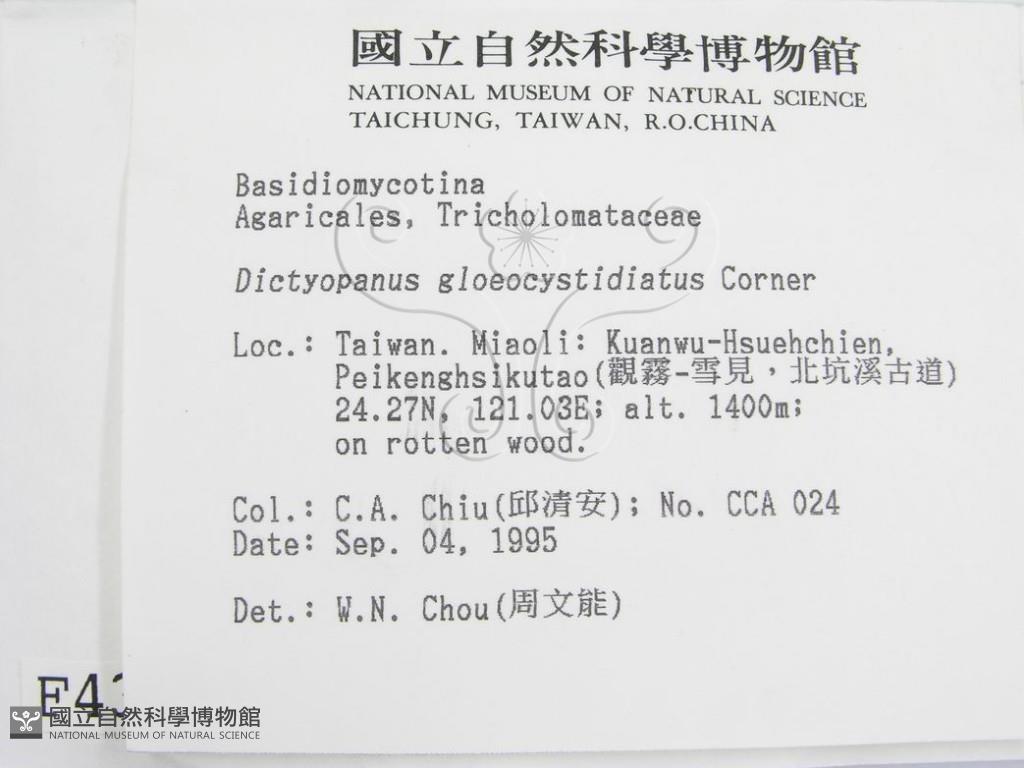 國立自然科學博物館
NATIONAL MUSEUM OF NATURAL SCIENCE
TAICHUNG, TAIWAN, R.O.CHINA
Basidiomycotina
Agaricales, Tricholomataceae
Dictyopanus gloeocystidiatus Corner
Loc.: Taiwan. Miaoli: Kuanwu-Hsuehchien,
Peikenghsikutao(觀霧-雪見，北坑溪古道)
24.27N, 121.03E; alt. 1400m;
on rotten wood.
Col.: C.A. Chiu(邱清安); No. CCA 024
Date: Sep. 04, 1995
Det.: W.N. Chou(周文能)
國立自然科學博物館
NATIONAL MUSEUM OF NATURAL SCIENCE